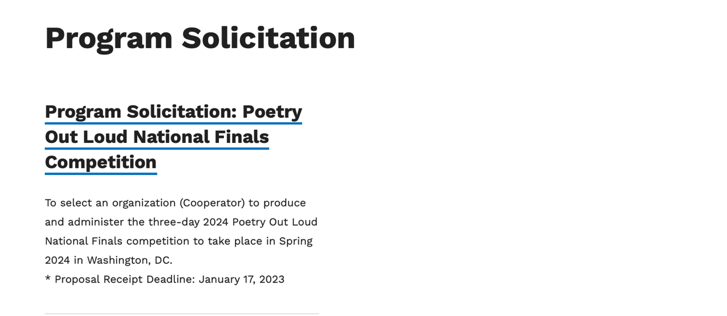 Program Solicitation
Program Solicitation: Poetry
Out Loud National Finals
Competition
To select an organization (Cooperator) to produce
and administer the three-day 2024 Poetry Out Loud
National Finals competition to take place in Spring
2024 in Washington, DC.
* Proposal Receipt Deadline: January 17, 2023